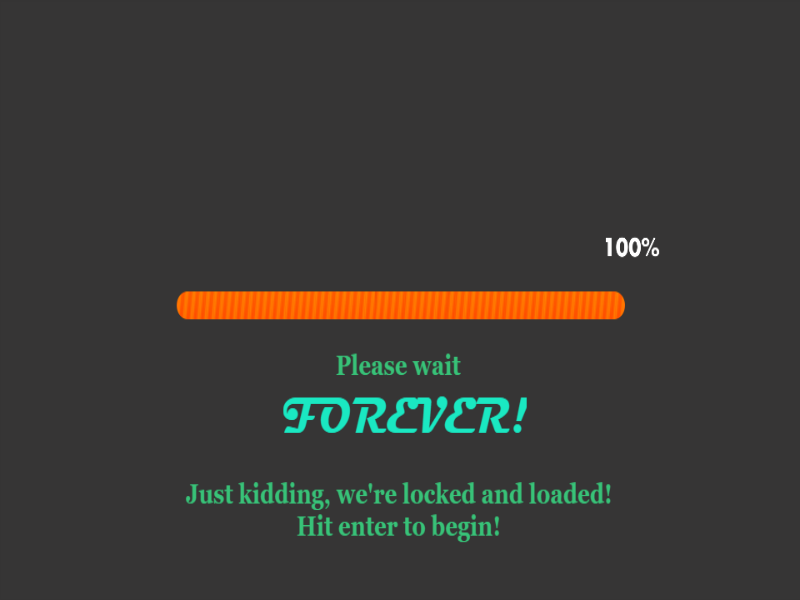 100%
Please wait
FOREVER!
Just kidding, we're locked and loaded!
Hit enter to begin!